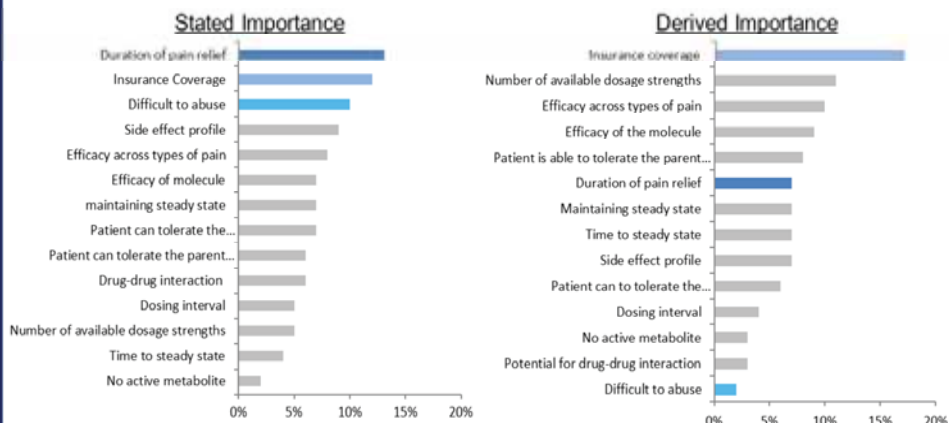 Stated Importance
Duration of pain relief
Insurance Coverage
Difficult to abuse
Side effect profile
Efficacy across types of pain
Efficacy of molecule
maintaining steady state
Patient can tolerate the...
Patient can tolerate the parent...
Drug-drug interaction
Dosing interval
Number of available dosage strengths
Time to steady state
No active metabolite
0% 5% 10% 15% 20%
Derived Importance
Insurance coverage
Number of available dosage strengths
Efficacy across types of pain
Efficacy of the molecule
Patient is able to tolerate the parent...
Duration of pain relief
Maintaining steady state
Time to steady state
Side effect profile
Patient can to tolerate the...
Dosing interval
No active metabolite
Potential for drug-drug interaction
Difficult to abuse
0% 5% 10% 15% 20%